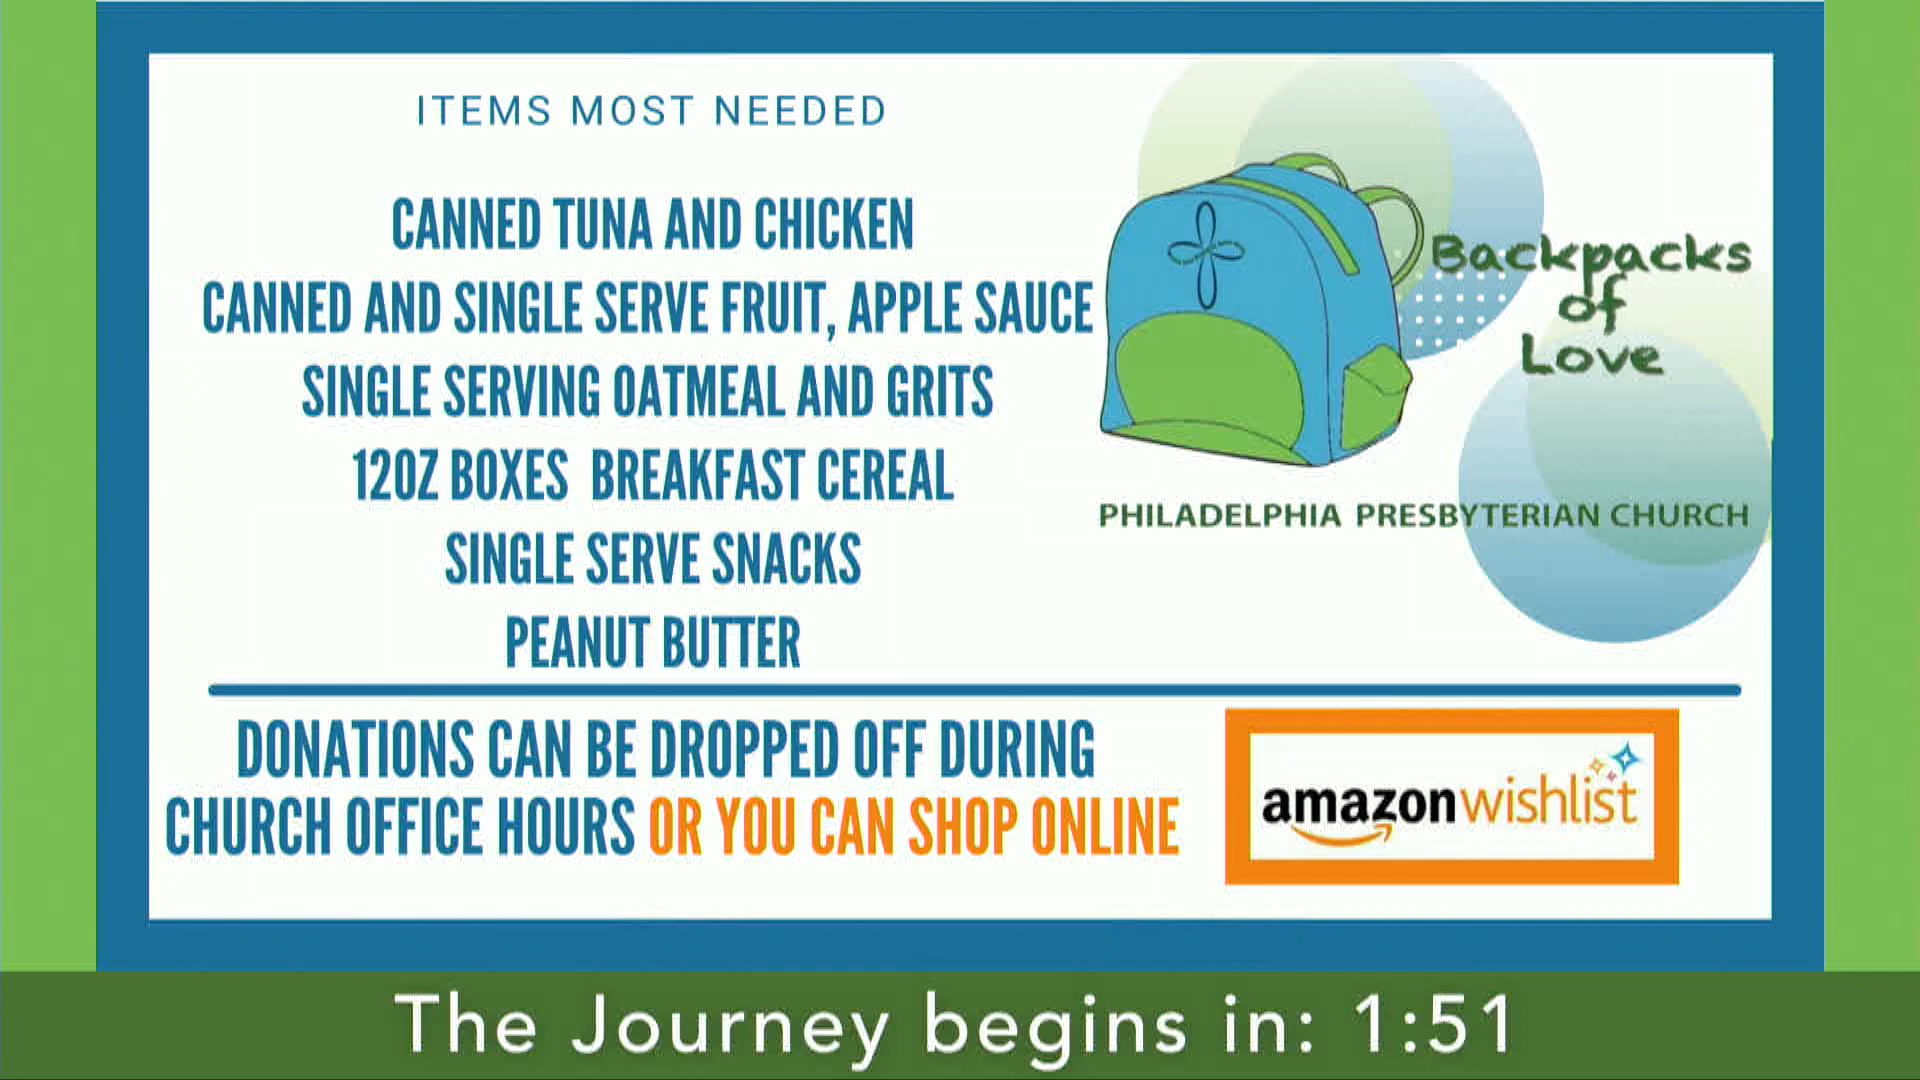 ITEMS MOST NEEDED
CANNED TUNA AND CHICKEN
CANNED AND SINGLE SERVE FRUIT, APPLE SAUCE
SINGLE SERVING OATMEAL AND GRITS
12OZ BOXES BREAKFAST CEREAL
SINGLE SERVE SNACKS
PEANUT BUTTER
Backpacks
of
Love
PHILADELPHIA PRESBYTERIAN CHURCH
DONATIONS CAN BE DROPPED OFF DURING
CHURCH OFFICE HOURS OR YOU CAN SHOP ONLINE
amazon wishlist
The Journey begins in: 1:51